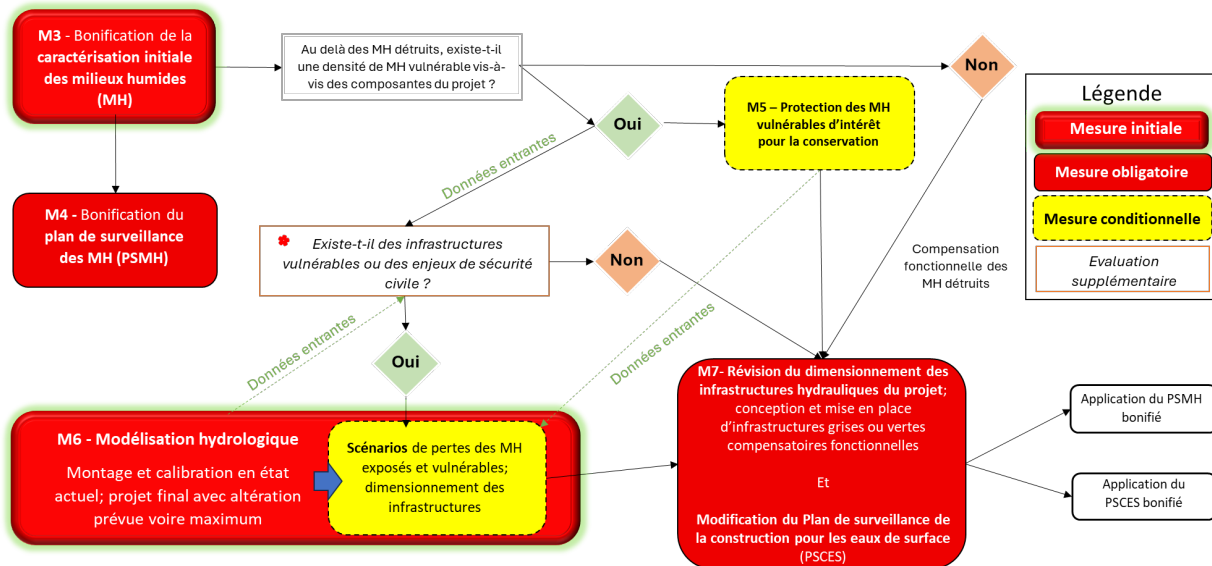 M3 - Bonification de la
caractérisation initiale
des milieux humides
(MH)
Au delà des MH détruits, existe-t-il
une densité de MH vulnérable vis-à-
vis des composantes du projet ?
Non
Oui
M5 – Protection des MH
vulnérables d'intérêt
pour la conservation
Légende
Mesure initiale
Mesure obligatoire
Mesure conditionnelle
Evaluation
supplémentaire
Données entrantes
M4 - Bonification du
plan de surveillance
des MH (PSMH)
Existe-t-il des infrastructures
vulnérables ou des enjeux de sécurité
civile ?
Non
Compensation
fonctionnelle des
MH détruits
Données entrantes
Oui
Données entrantes
M6 - Modélisation hydrologique
Montage et calibration en état
actuel; projet final avec altération
prévue voire maximum
Scénarios de pertes des MH
exposés et vulnérables;
dimensionnement des
infrastructures
M7- Révision du dimensionnement des
infrastructures hydrauliques du projet;
conception et mise en place
d'infrastructures grises ou vertes
compensatoires fonctionnelles
Et
Modification du Plan de surveillance de
la construction pour les eaux de surface
(PSCES)
Application du PSMH
bonifié
Application du
PSCES bonifié